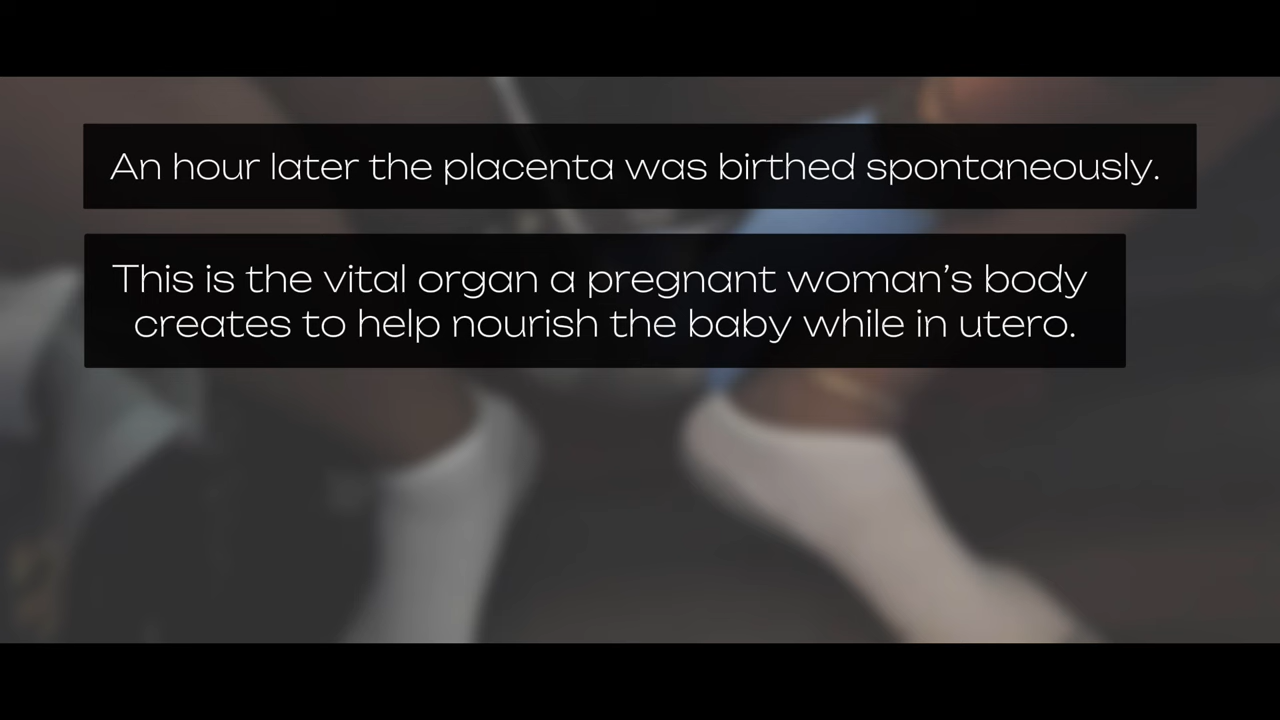 An hour later the placenta was birthed spontaneously.
This is the vital organ a pregnant woman’s body
creates to help nourish the baby while in utero.